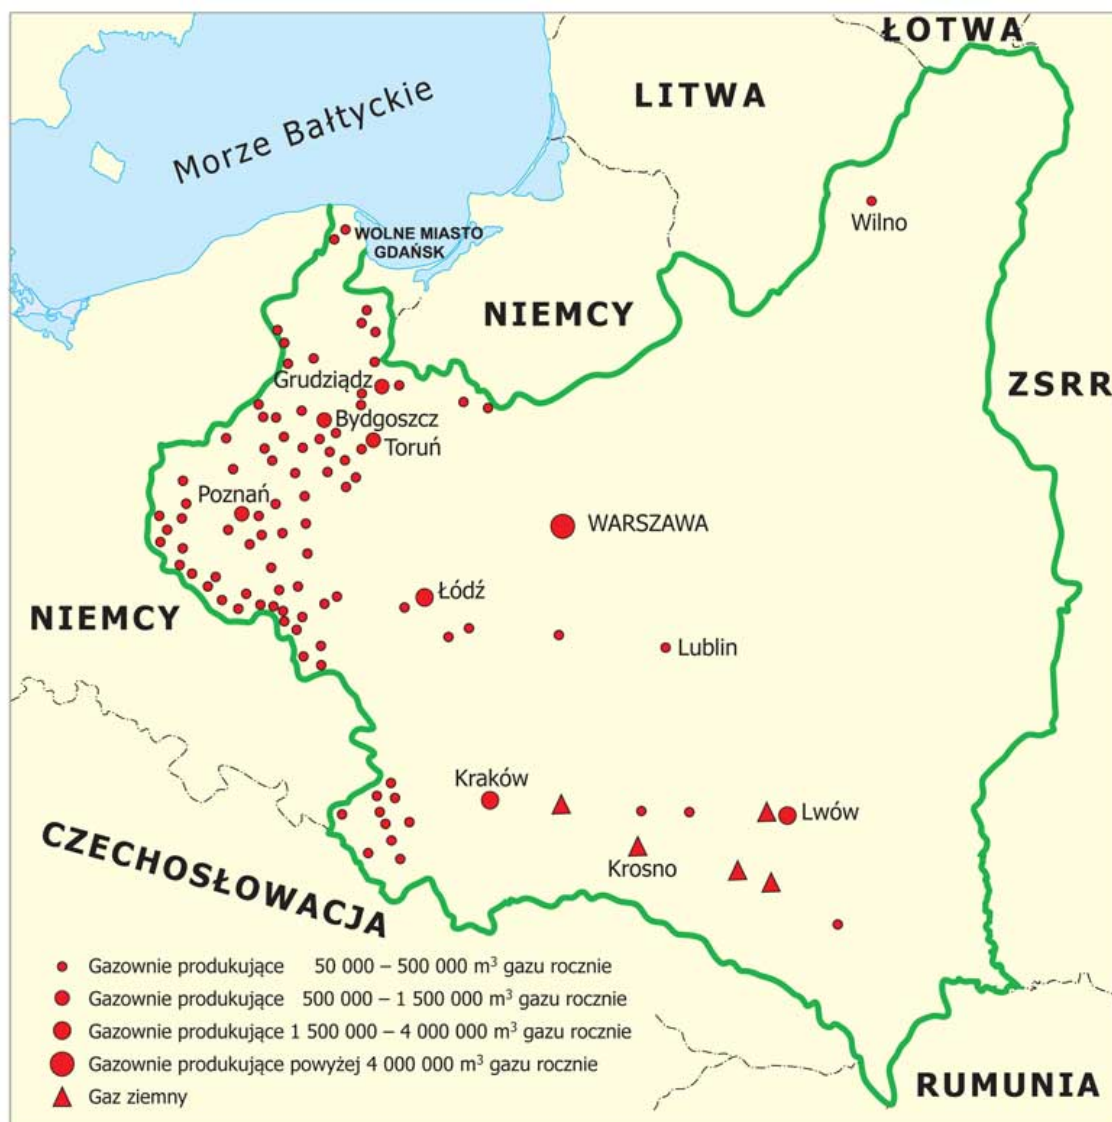 ŁOTWA
LITWA
Morze Bałtyckie
Wilno
WOLNE MIASTO
GDAŃSK
NIEMCY
ZSRR
Grudziądz
Bydgoszcz
Toruń
Poznań
WARSZAWA
Łódź
NIEMCY
Lublin
Kraków
Lwów
Krosno
CZECHOSŁOWACJA
Gazownie produkujące 50 000 – 500 000 m³ gazu rocznie
Gazownie produkujące 500 000 – 1 500 000 m³ gazu rocznie
Gazownie produkujące 1 500 000 – 4 000 000 m³ gazu rocznie
Gazownie produkujące powyżej 4 000 000 m³ gazu rocznie
Gaz ziemny
RUMUNIA